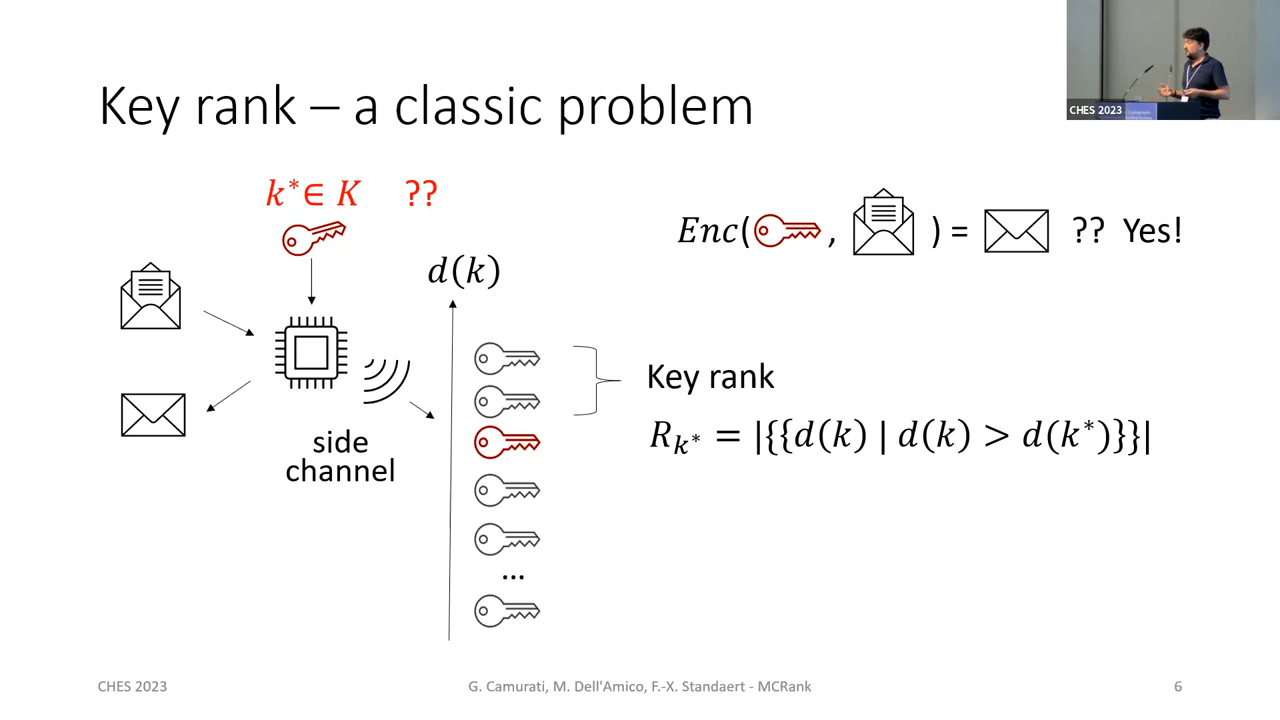 CHES 2023
Key rank – a classic problem
k*∈ K ??
Enc( , ) = ?? Yes!
d(k)
Key rank
R_{k*} = |{{d(k) | d(k) > d(k*)}}|
side
channel
...
CHES 2023
G. Camurati, M. Dell'Amico, F.-X. Standaert - MCRank
6